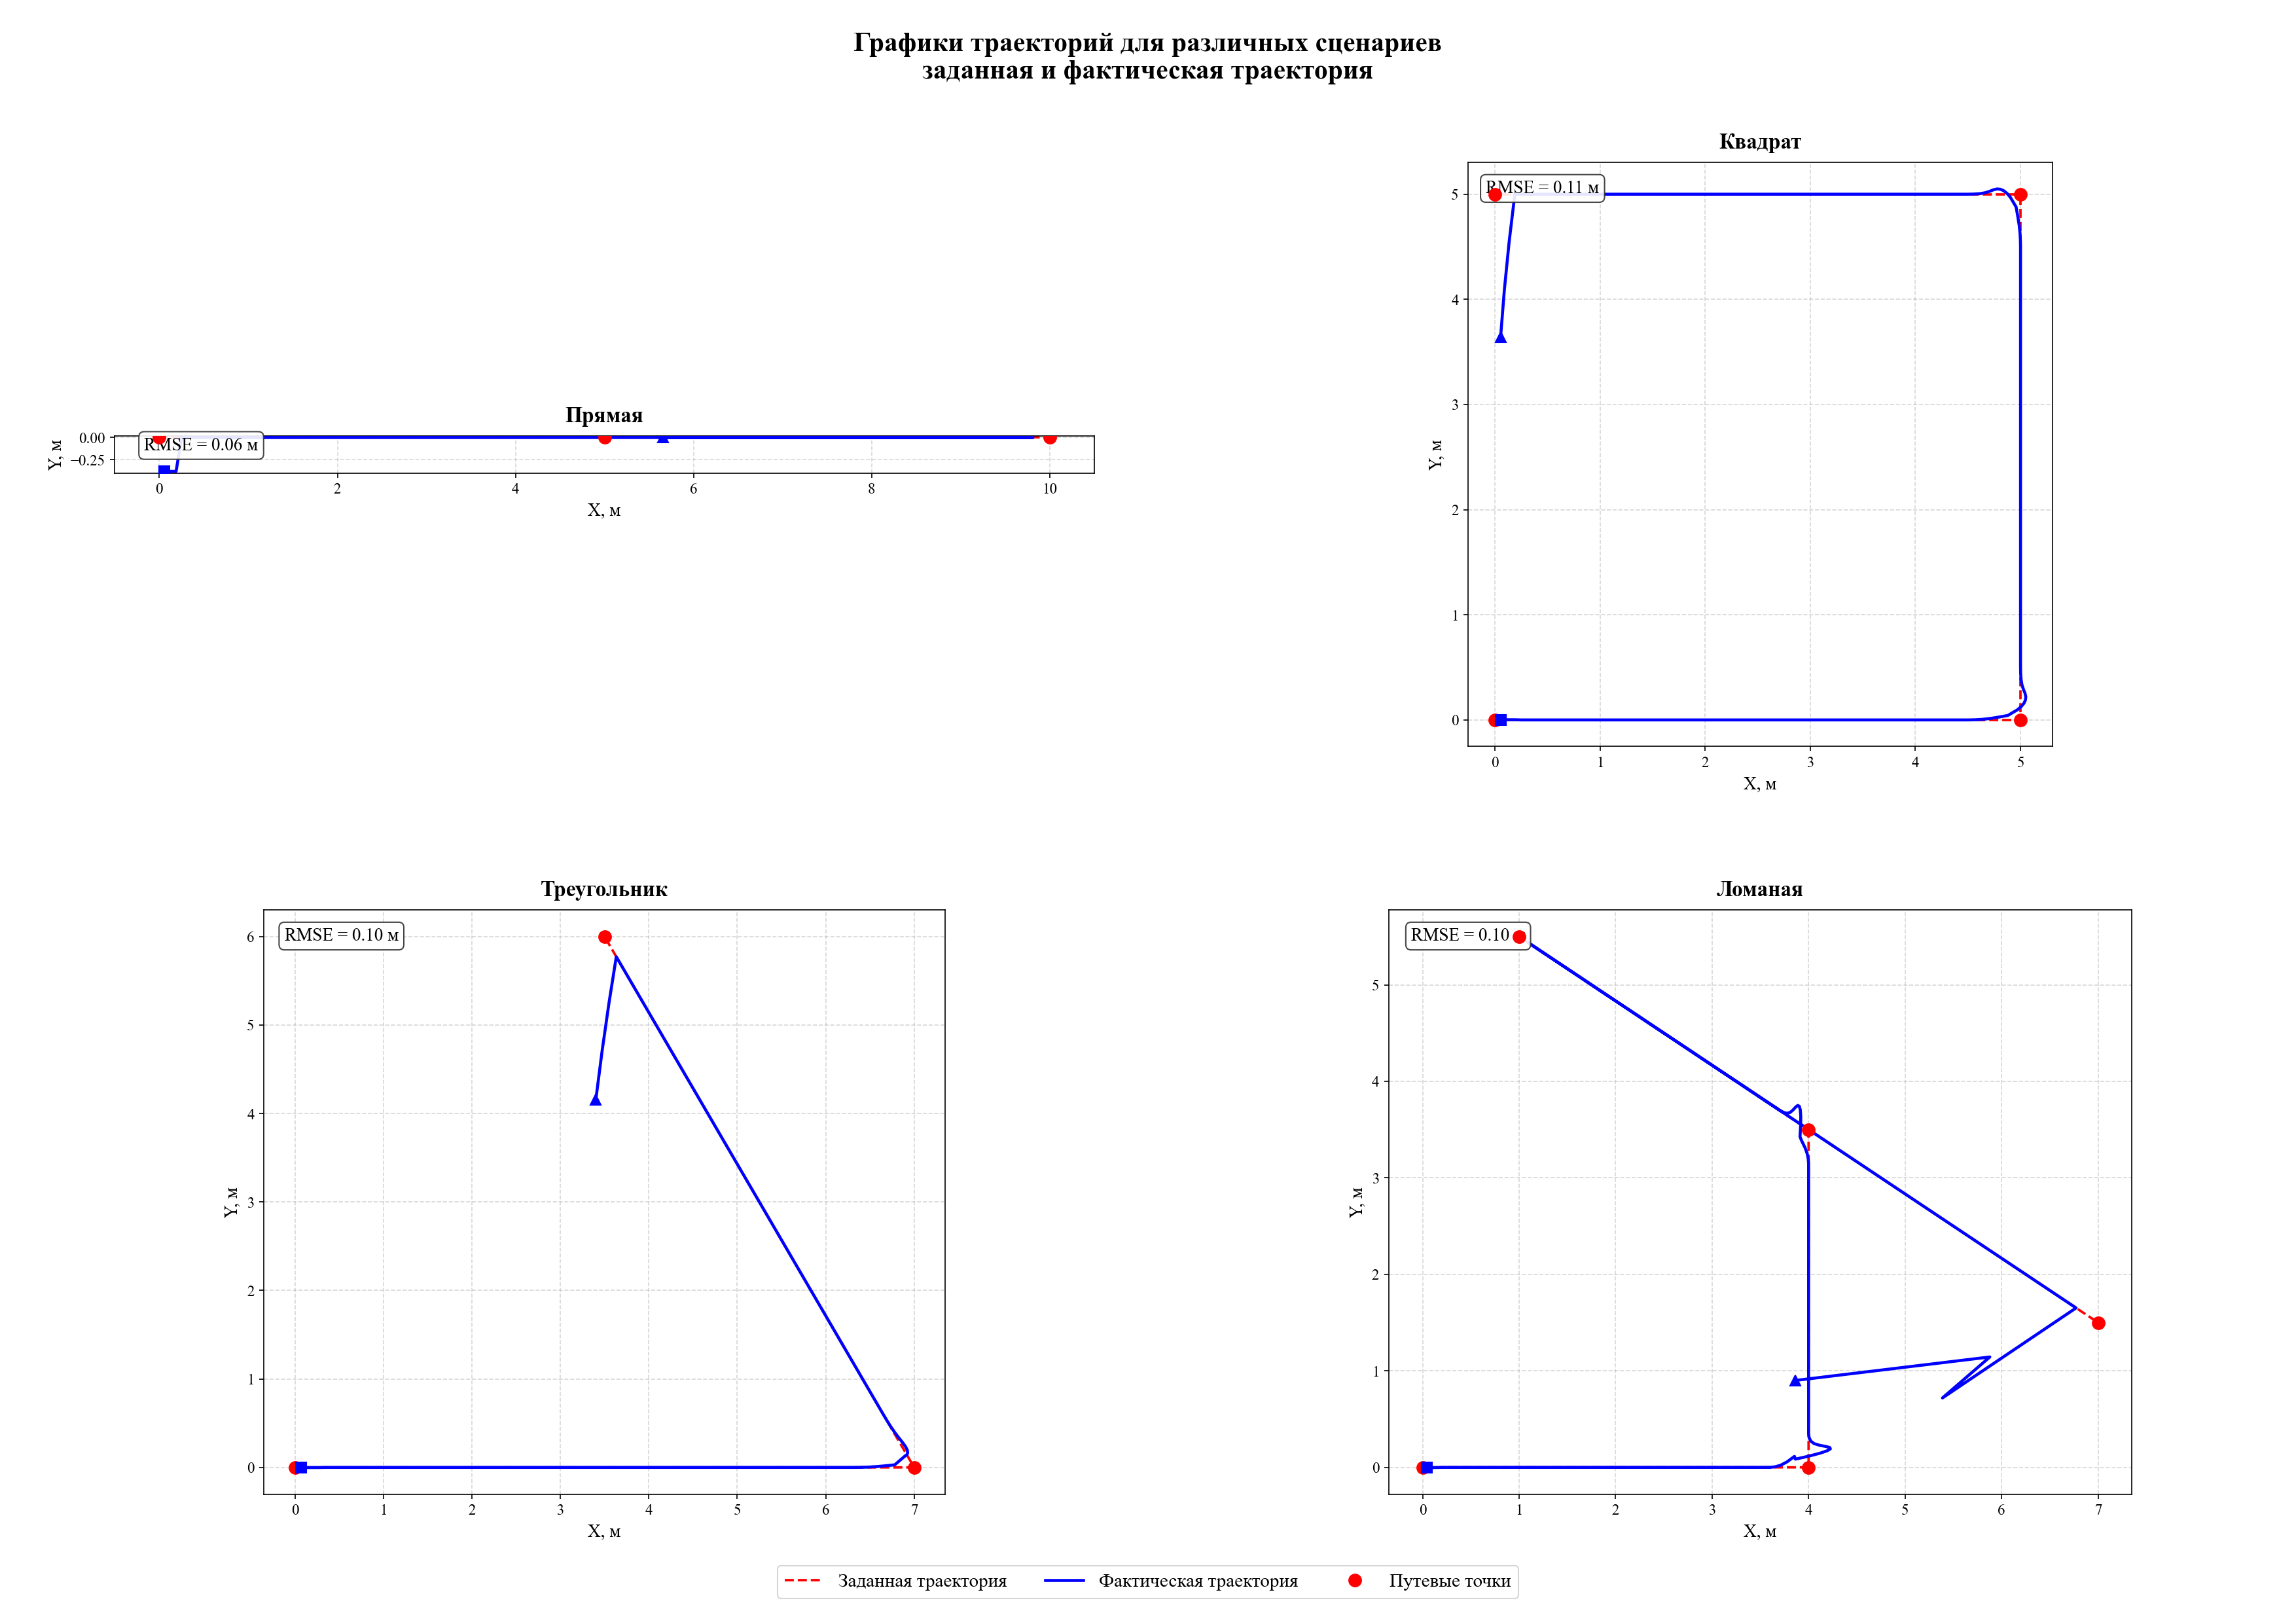 Графики траекторий для различных сценариев
заданная и фактическая траектория
Прямая
RMSE = 0.06 м
Y, м
0.00
−0.25
0 2 4 6 8 10
X, м
Квадрат
RMSE = 0.11 м
Y, м
5
4
3
2
1
0
0 1 2 3 4 5
X, м
Треугольник
RMSE = 0.10 м
Y, м
6
5
4
3
2
1
0
0 1 2 3 4 5 6 7
X, м
Ломаная
RMSE = 0.10
Y, м
5
4
3
2
1
0
0 1 2 3 4 5 6 7
X, м
Заданная траектория
Фактическая траектория
Путевые точки